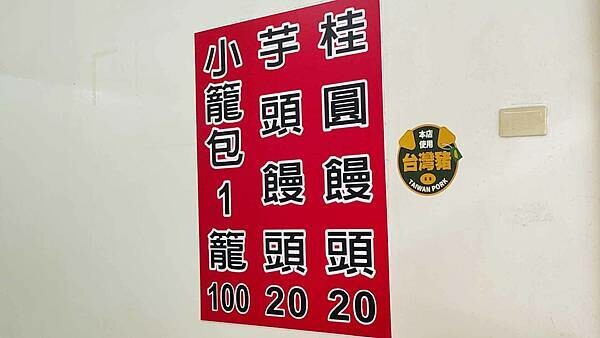 桂圓饅頭20
芋頭饅頭20
小籠包1籠100
本店
使用
台灣豬
TAIWAN PORK